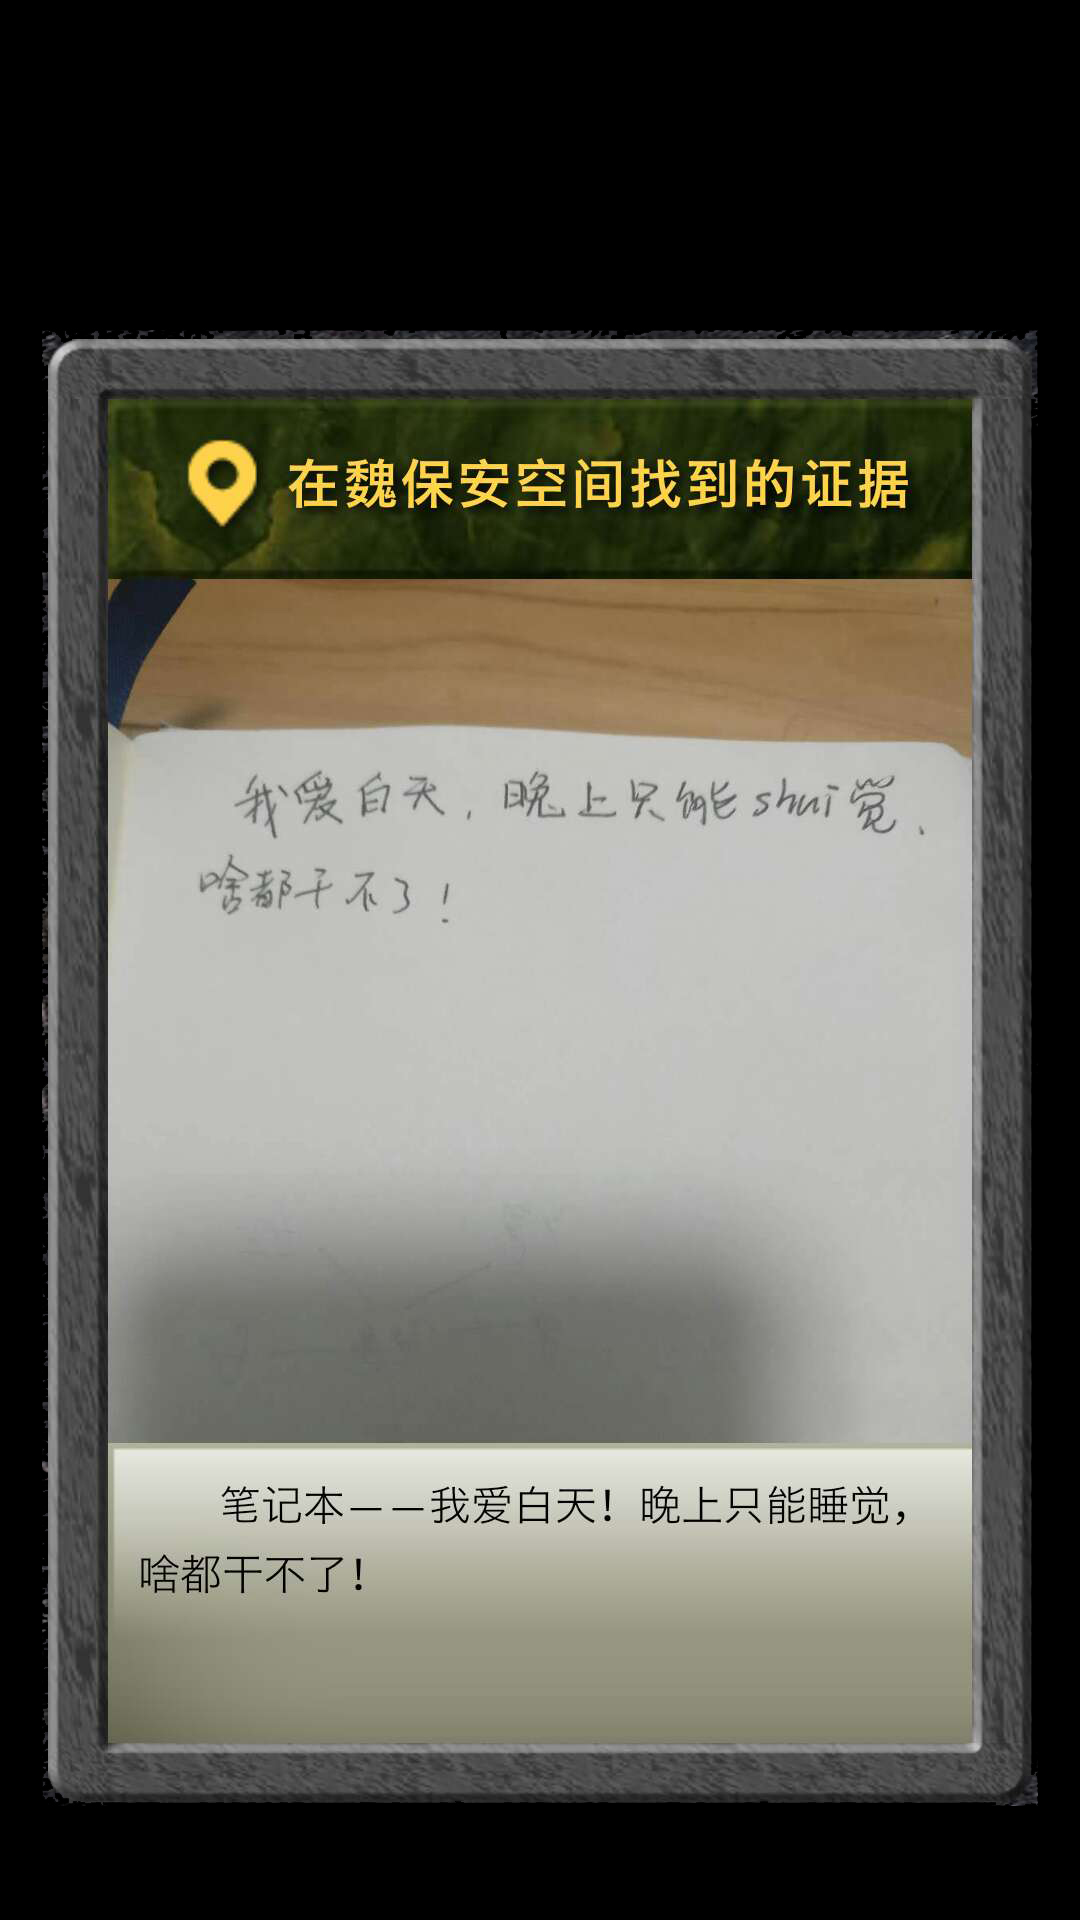 在魏保安空间找到的证据
我爱白天，晚上只能shui觉，
啥都干不了！
笔记本——我爱白天！晚上只能睡觉，
啥都干不了！